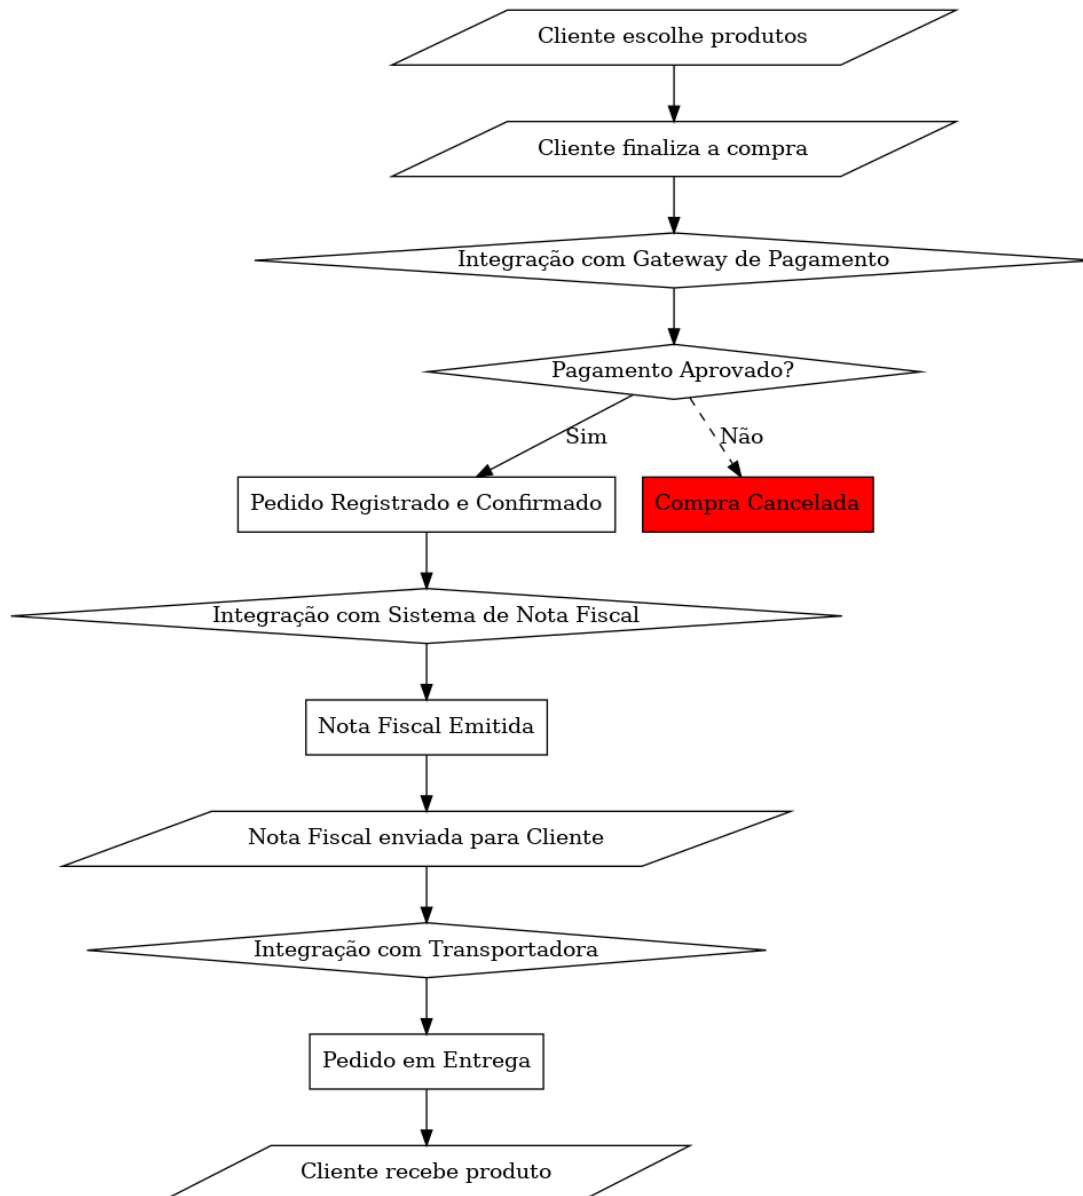 Cliente escolhe produtos
Cliente finaliza a compra
Integração com Gateway de Pagamento
Pagamento Aprovado?
Sim
Não
Pedido Registrado e Confirmado
Compra Cancelada
Integração com Sistema de Nota Fiscal
Nota Fiscal Emitida
Nota Fiscal enviada para Cliente
Integração com Transportadora
Pedido em Entrega
Cliente recebe produto